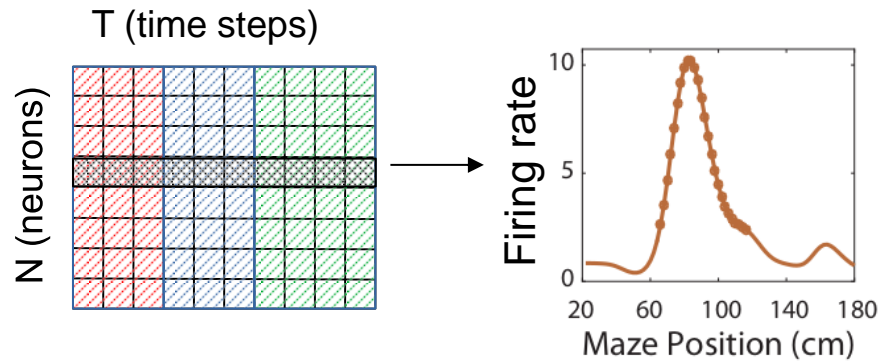 T (time steps)
N (neurons)
Firing rate
10
5
0
20 60 100 140 180
Maze Position (cm)